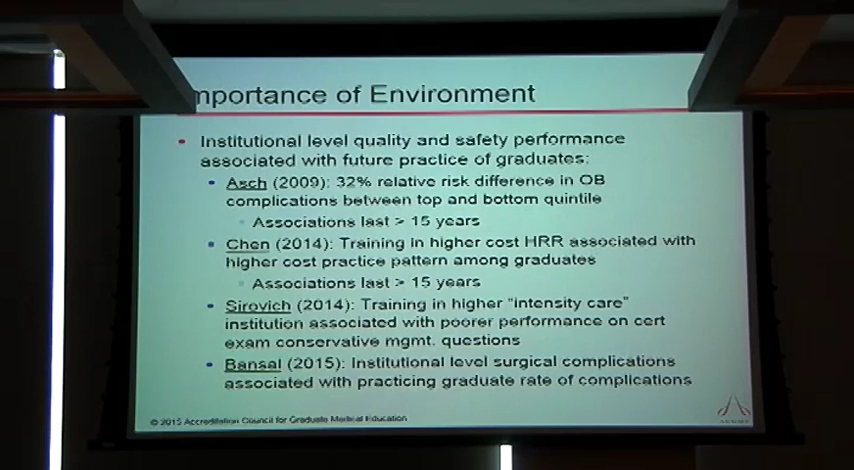 mportance of Environment
• Institutional level quality and safety performance
associated with future practice of graduates:
• Asch (2009): 32% relative risk difference in OB
complications between top and bottom quintile
Associations last > 15 years
• Chen (2014): Training in higher cost HRR associated with
higher cost practice pattern among graduates
Associations last > 15 years
• Sirovich (2014): Training in higher "intensity care"
institution associated with poorer performance on cert
exam conservative mgmt. questions
• Bansal (2015): Institutional level surgical complications
associated with practicing graduate rate of complications
© 2015 Accreditation Council for Graduate Medical Education